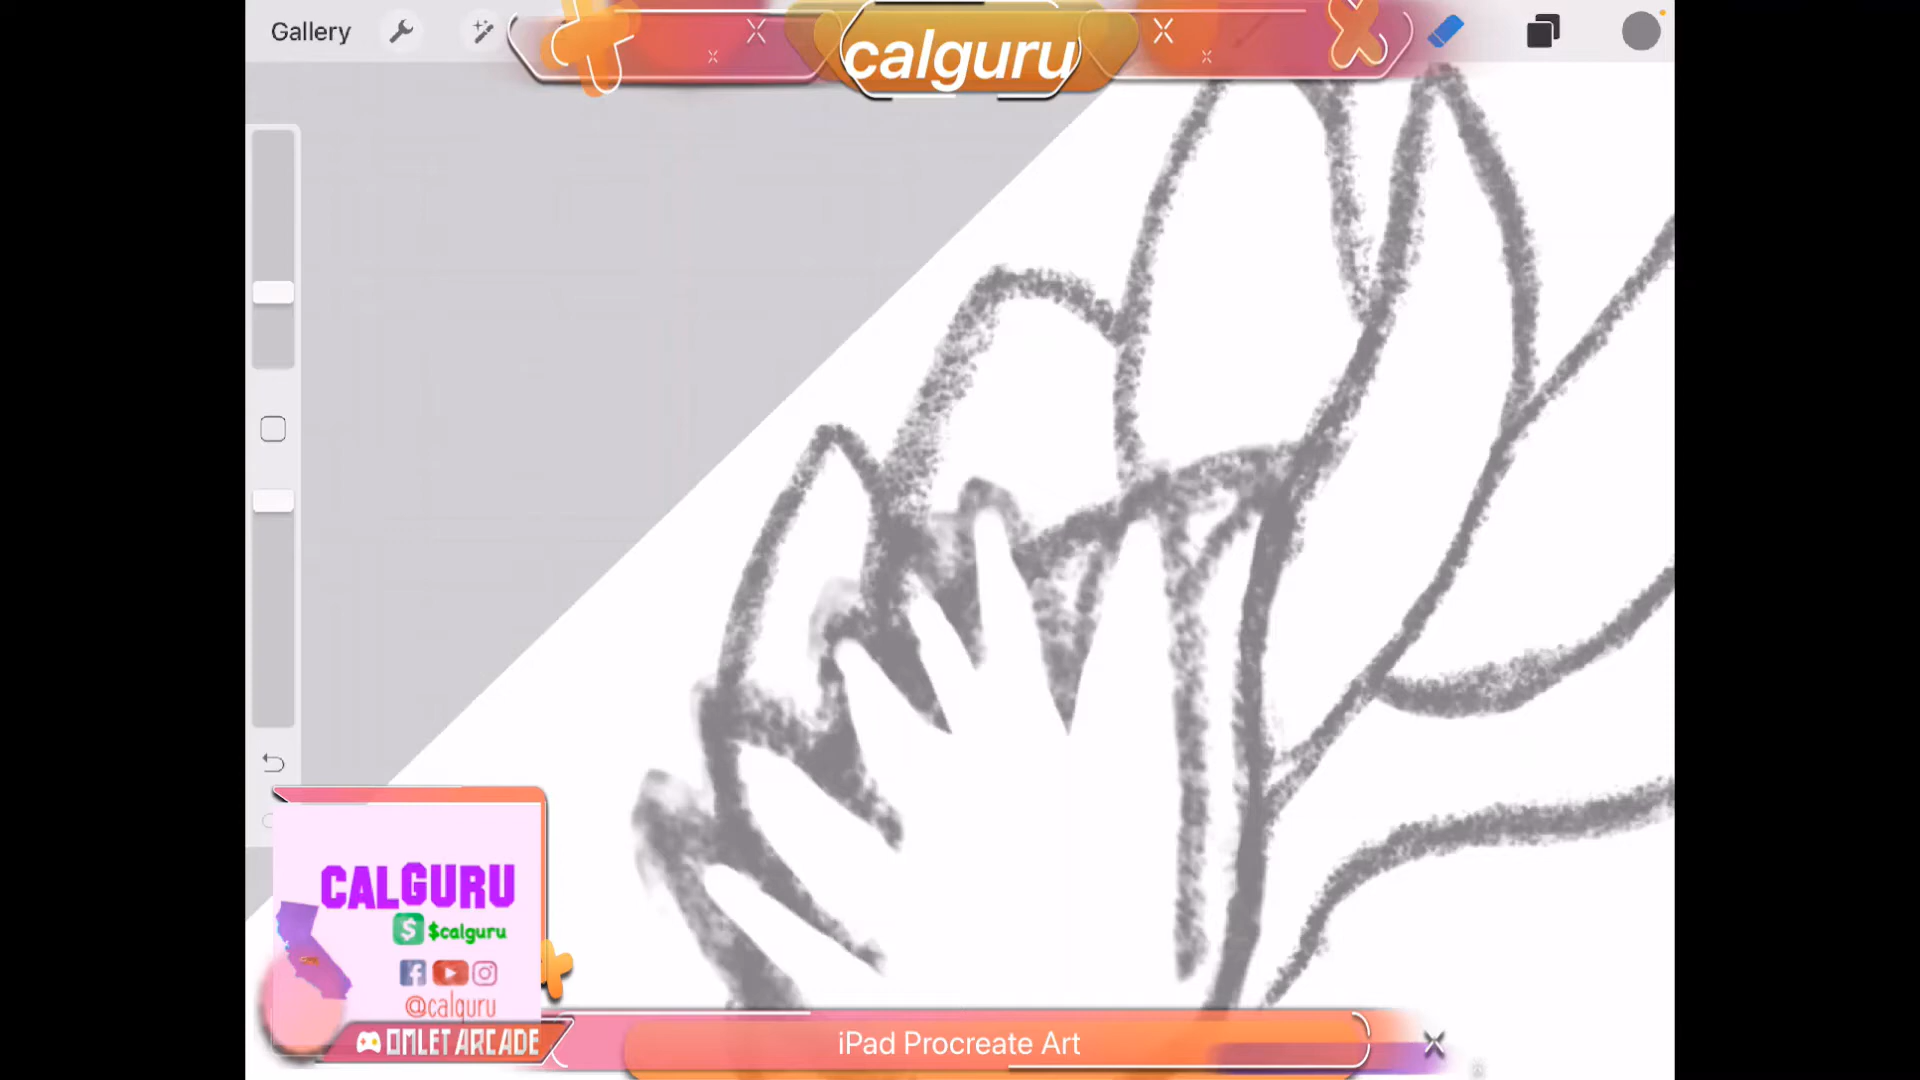 Gallery
calguru
CALGURU
$ $calguru
@calguru
OMLET ARCADE
iPad Procreate Art